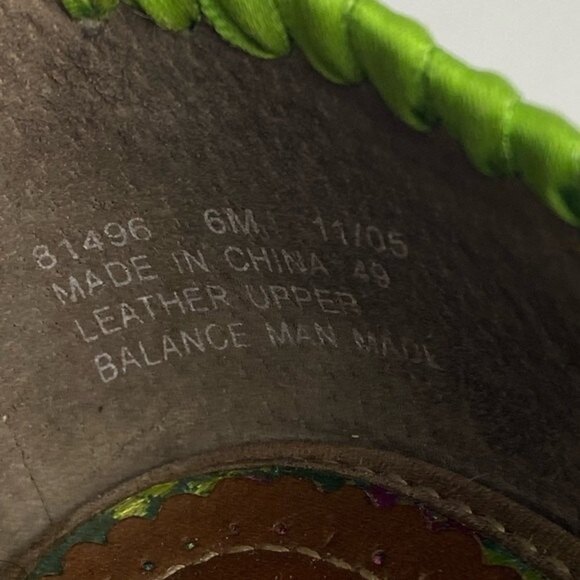 81496 6M 11/05
MADE IN CHINA 49
LEATHER UPPER
BALANCE MAN MADE